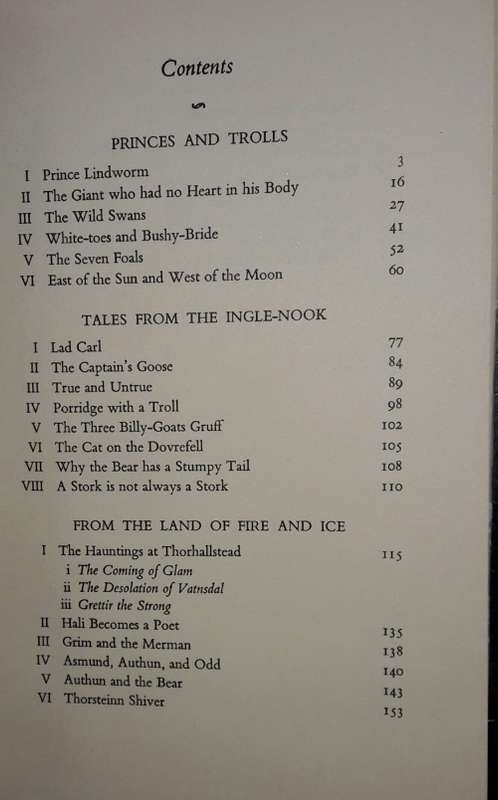 Contents
PRINCES AND TROLLS
I Prince Lindworm 3
II The Giant who had no Heart in his Body 16
III The Wild Swans 27
IV White-toes and Bushy-Bride 41
V The Seven Foals 52
VI East of the Sun and West of the Moon 60
TALES FROM THE INGLE-NOOK
I Lad Carl 77
II The Captain's Goose 84
III True and Untrue 89
IV Porridge with a Troll 98
V The Three Billy-Goats Gruff 102
VI The Cat on the Dovrefell 105
VII Why the Bear has a Stumpy Tail 108
VIII A Stork is not always a Stork 110
FROM THE LAND OF FIRE AND ICE
I The Hauntings at Thorhallstead 115
i The Coming of Glam
ii The Desolation of Vatnsdal
iii Grettir the Strong
II Hali Becomes a Poet 135
III Grim and the Merman 138
IV Asmund, Authun, and Odd 140
V Authun and the Bear 143
VI Thorsteinn Shiver 153